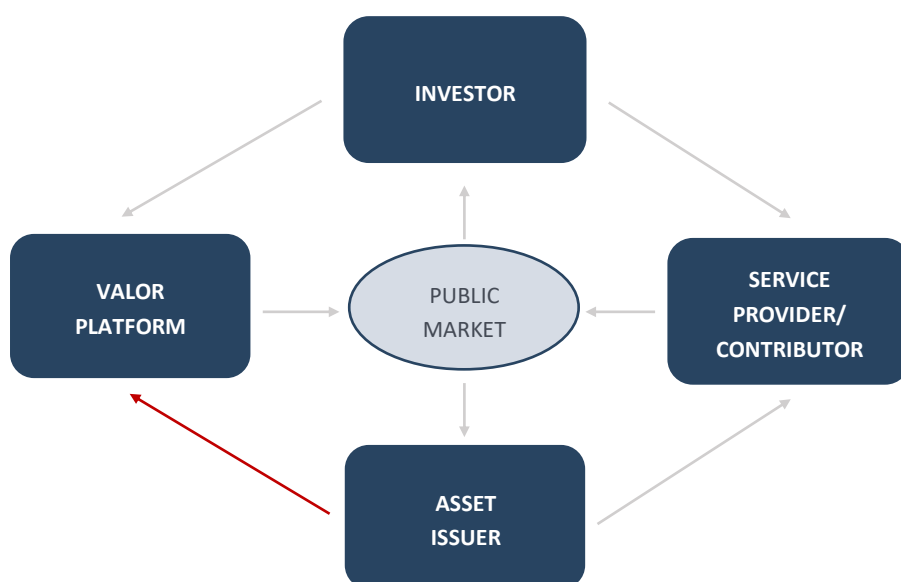 INVESTOR
VALOR
PLATFORM
PUBLIC
MARKET
SERVICE
PROVIDER/
CONTRIBUTOR
ASSET
ISSUER